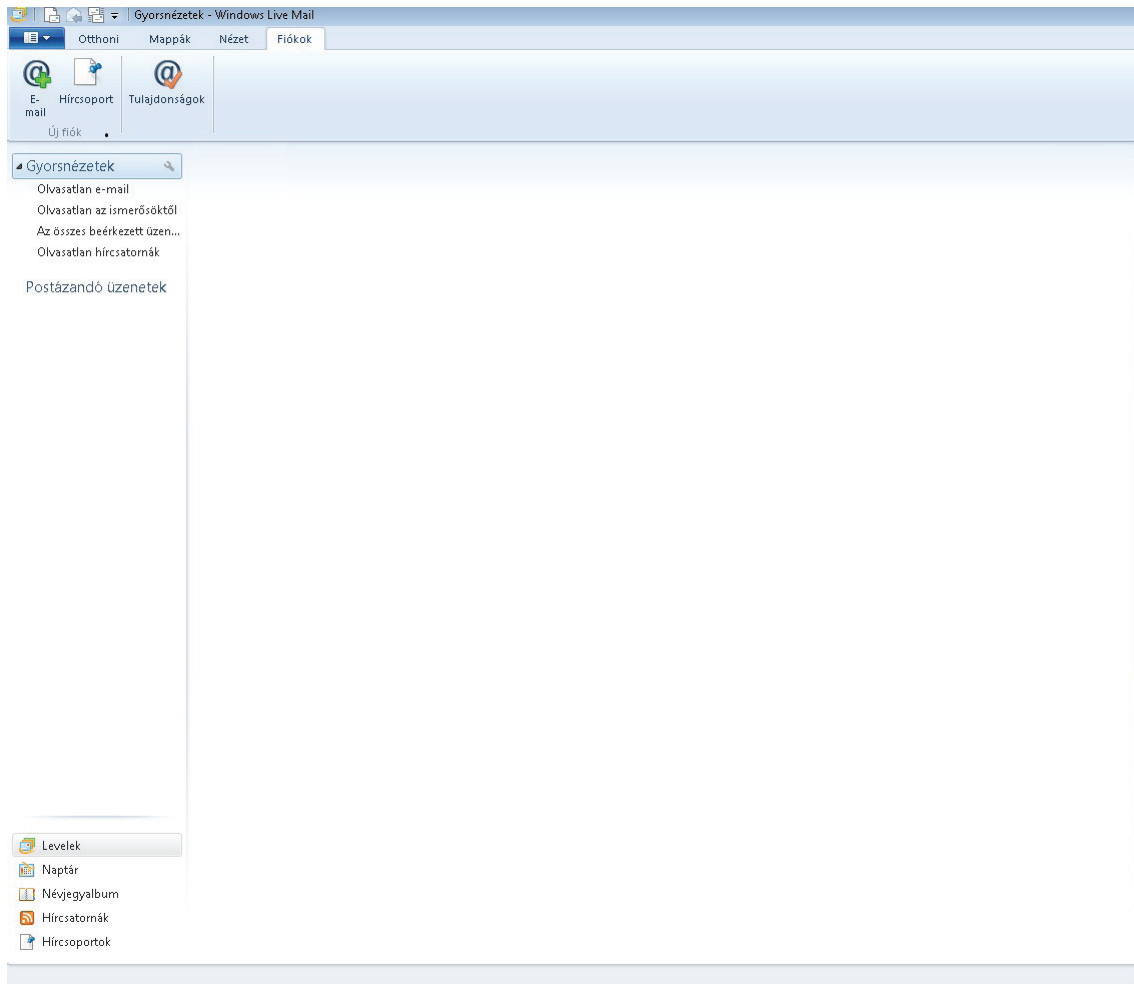 Gyorsnézetek - Windows Live Mail
Otthoni Mappák Nézet Fiókok
E-mail Hírcsoport Tulajdonságok
Új fiók
Gyorsnézetek
Olvasatlan e-mail
Olvasatlan az ismerősöktől
Az összes beérkezett üzen...
Olvasatlan hírcsatornák
Postázandó üzenetek
Levelek
Naptár
Névjegyalbum
Hírcsatornák
Hírcsoportok